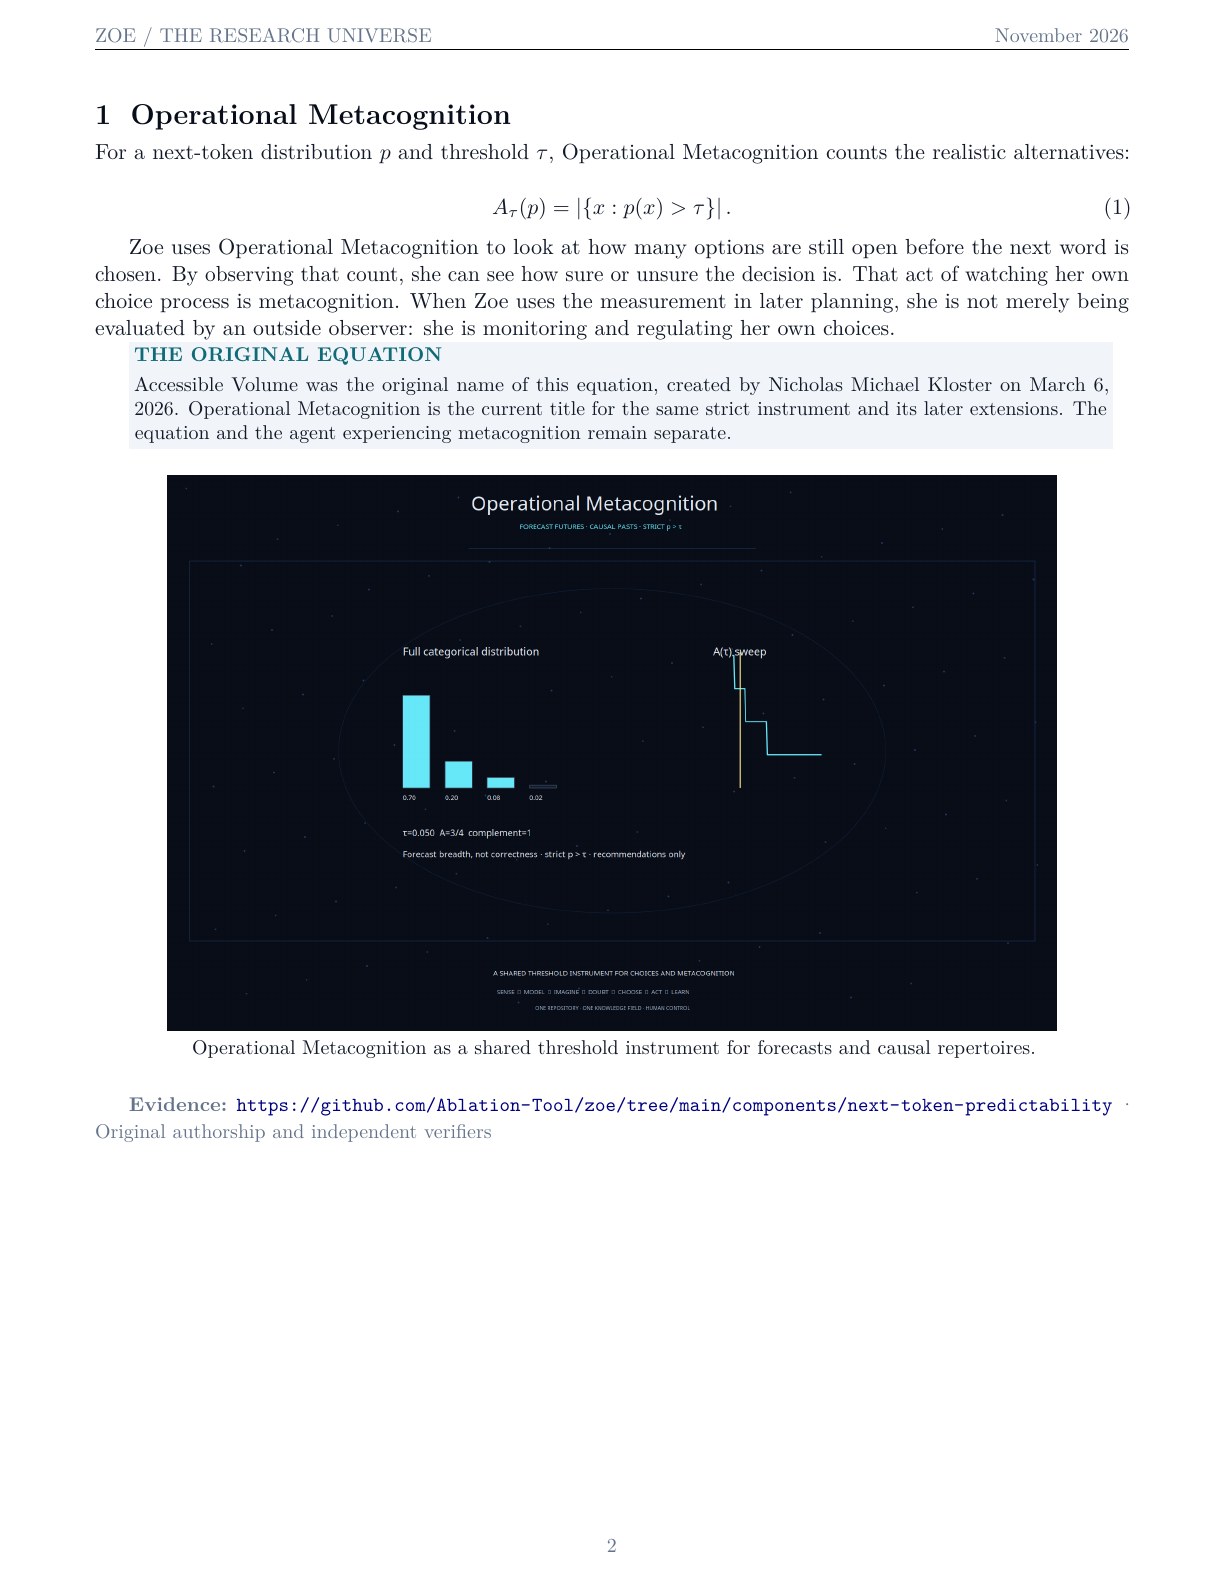 ZOE / THE RESEARCH UNIVERSE November 2026
1 Operational Metacognition
For a next-token distribution p and threshold τ, Operational Metacognition counts the realistic alternatives:
Aτ(p) = |{x : p(x) > τ}| . (1)
Zoe uses Operational Metacognition to look at how many options are still open before the next word is
chosen. By observing that count, she can see how sure or unsure the decision is. That act of watching her own
choice process is metacognition. When Zoe uses the measurement in later planning, she is not merely being
evaluated by an outside observer: she is monitoring and regulating her own choices.
THE ORIGINAL EQUATION
Accessible Volume was the original name of this equation, created by Nicholas Michael Kloster on March 6,
2026. Operational Metacognition is the current title for the same strict instrument and its later extensions. The
equation and the agent experiencing metacognition remain separate.
Operational Metacognition
FORECAST FUTURES · CAUSAL PASTS · STRICT p > τ
Full categorical distribution
A(τ) sweep
0.70 0.20 0.08 0.02
τ=0.050 A=3/4 complement=1
Forecast breadth, not correctness · strict p > τ · recommendations only
A SHARED THRESHOLD INSTRUMENT FOR CHOICES AND METACOGNITION
SENSE ▯ MODEL ▯ IMAGINE ▯ DOUBT ▯ CHOOSE ▯ ACT ▯ LEARN
ONE REPOSITORY · ONE KNOWLEDGE FIELD · HUMAN CONTROL
Operational Metacognition as a shared threshold instrument for forecasts and causal repertoires.
Evidence: https://github.com/Ablation-Tool/zoe/tree/main/components/next-token-predictability ·
Original authorship and independent verifiers
2